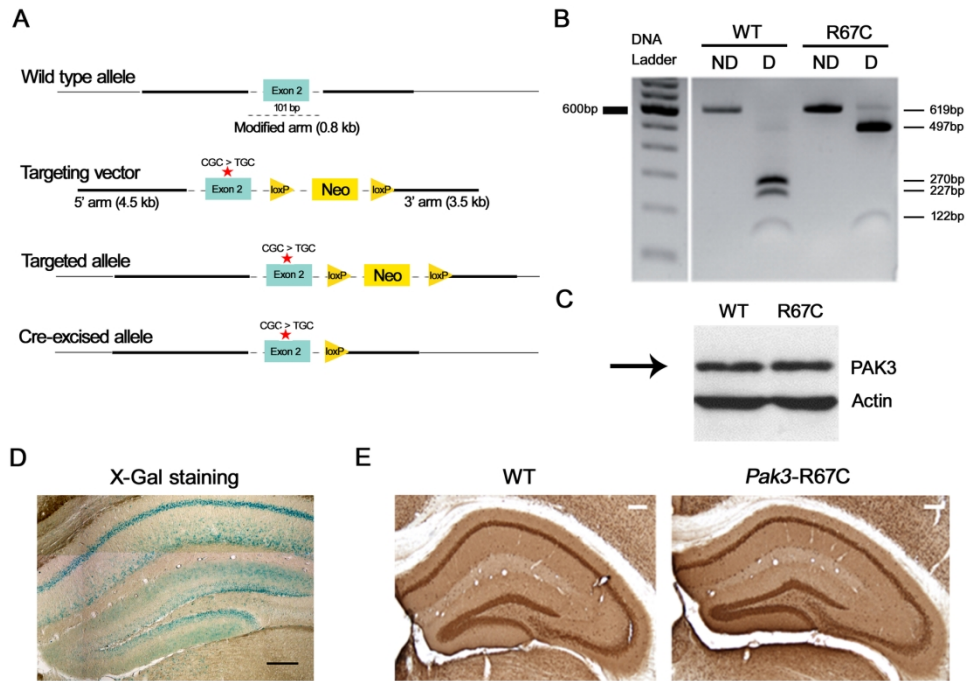 A
Wild type allele
Exon 2
101 bp
Modified arm (0.8 kb)
Targeting vector
CGC > TGC
Exon 2
loxP
Neo
loxP
5' arm (4.5 kb)
3' arm (3.5 kb)
Targeted allele
CGC > TGC
Exon 2
loxP
Neo
loxP
Cre-excised allele
CGC > TGC
Exon 2
loxP
B
DNA
Ladder
WT
R67C
ND
D
ND
D
600bp
619bp
497bp
270bp
227bp
122bp
C
WT
R67C
PAK3
Actin
D
X-Gal staining
E
WT
Pak3-R67C